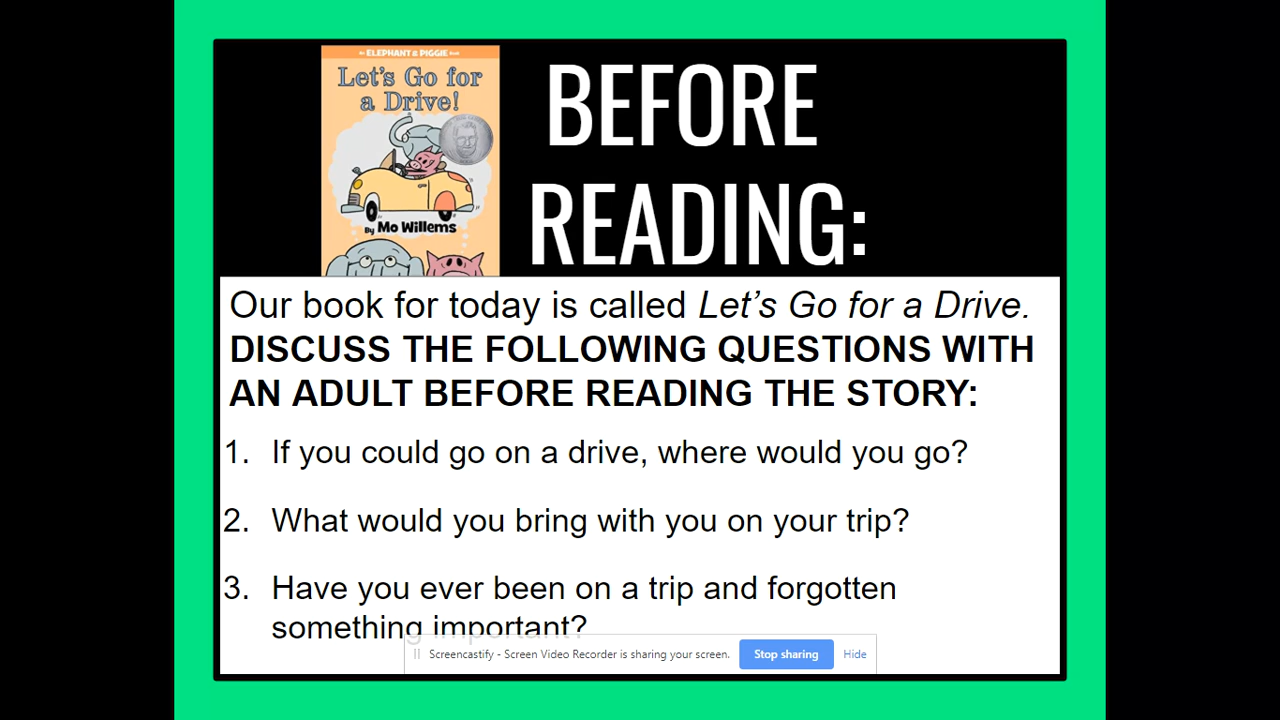 An ELEPHANT & PIGGIE Book
Let's Go for
a Drive!
By Mo Willems
BEFORE
READING:
Our book for today is called Let's Go for a Drive.
DISCUSS THE FOLLOWING QUESTIONS WITH
AN ADULT BEFORE READING THE STORY:
1. If you could go on a drive, where would you go?
2. What would you bring with you on your trip?
3. Have you ever been on a trip and forgotten
something important?
Screencastify - Screen Video Recorder is sharing your screen.
Stop sharing
Hide